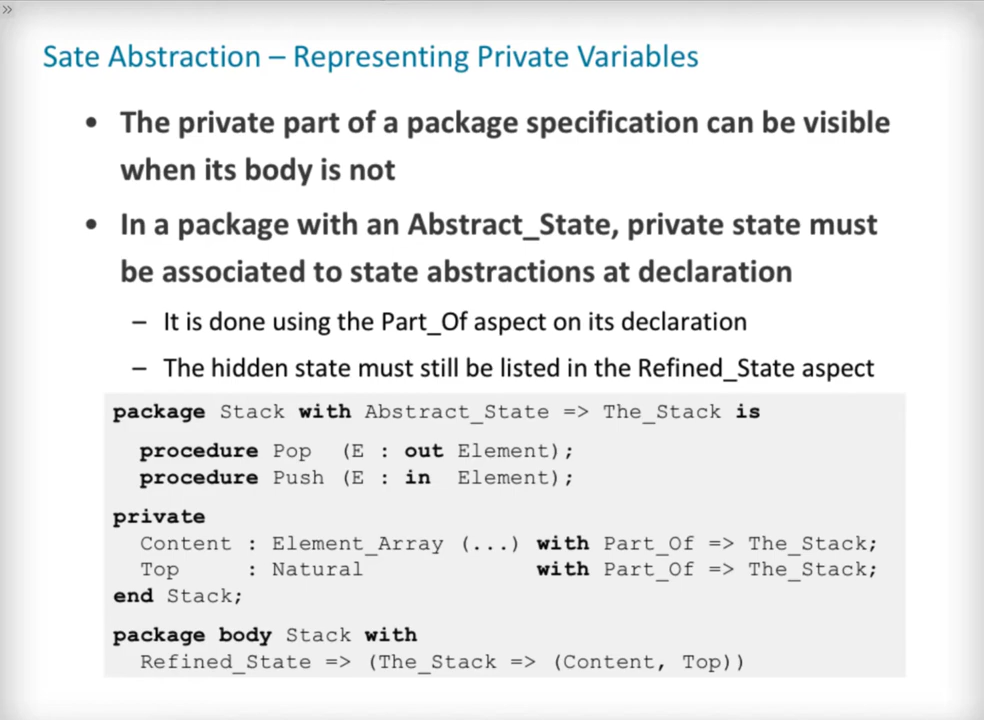 »
Sate Abstraction – Representing Private Variables
• The private part of a package specification can be visible
when its body is not
• In a package with an Abstract_State, private state must
be associated to state abstractions at declaration
– It is done using the Part_Of aspect on its declaration
– The hidden state must still be listed in the Refined_State aspect
package Stack with Abstract_State => The_Stack is
procedure Pop (E : out Element);
procedure Push (E : in Element);
private
Content : Element_Array (...) with Part_Of => The_Stack;
Top : Natural with Part_Of => The_Stack;
end Stack;
package body Stack with
Refined_State => (The_Stack => (Content, Top))